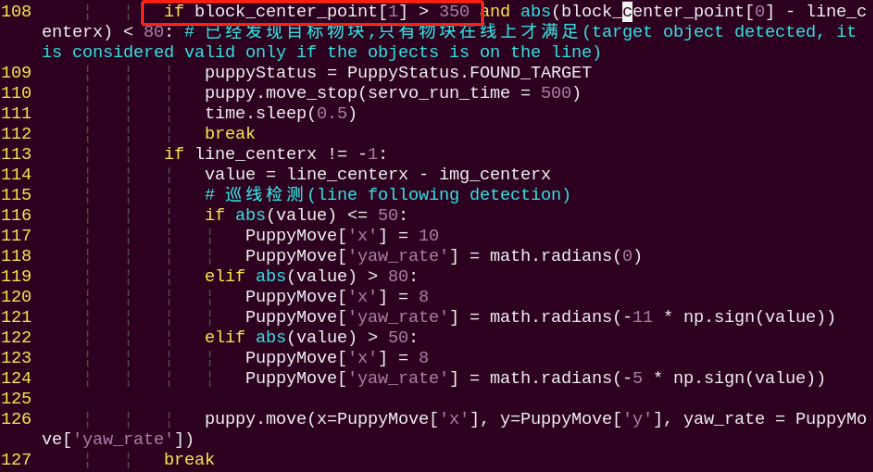 108 if block_center_point[1] > 350 and abs(block_center_point[0] - line_c
enterx) < 80: # 已经发现目标物块,只有物块在线上才满足(target object detected, it
is considered valid only if the objects is on the line)
109 puppyStatus = PuppyStatus.FOUND_TARGET
110 puppy.move_stop(servo_run_time = 500)
111 time.sleep(0.5)
112 break
113 if line_centerx != -1:
114 value = line_centerx - img_centerx
115 # 巡线检测(line following detection)
116 if abs(value) <= 50:
117 PuppyMove['x'] = 10
118 PuppyMove['yaw_rate'] = math.radians(0)
119 elif abs(value) > 80:
120 PuppyMove['x'] = 8
121 PuppyMove['yaw_rate'] = math.radians(-11 * np.sign(value))
122 elif abs(value) > 50:
123 PuppyMove['x'] = 8
124 PuppyMove['yaw_rate'] = math.radians(-5 * np.sign(value))
125
126 puppy.move(x=PuppyMove['x'], y=PuppyMove['y'], yaw_rate = PuppyMo
ve['yaw_rate'])
127 break